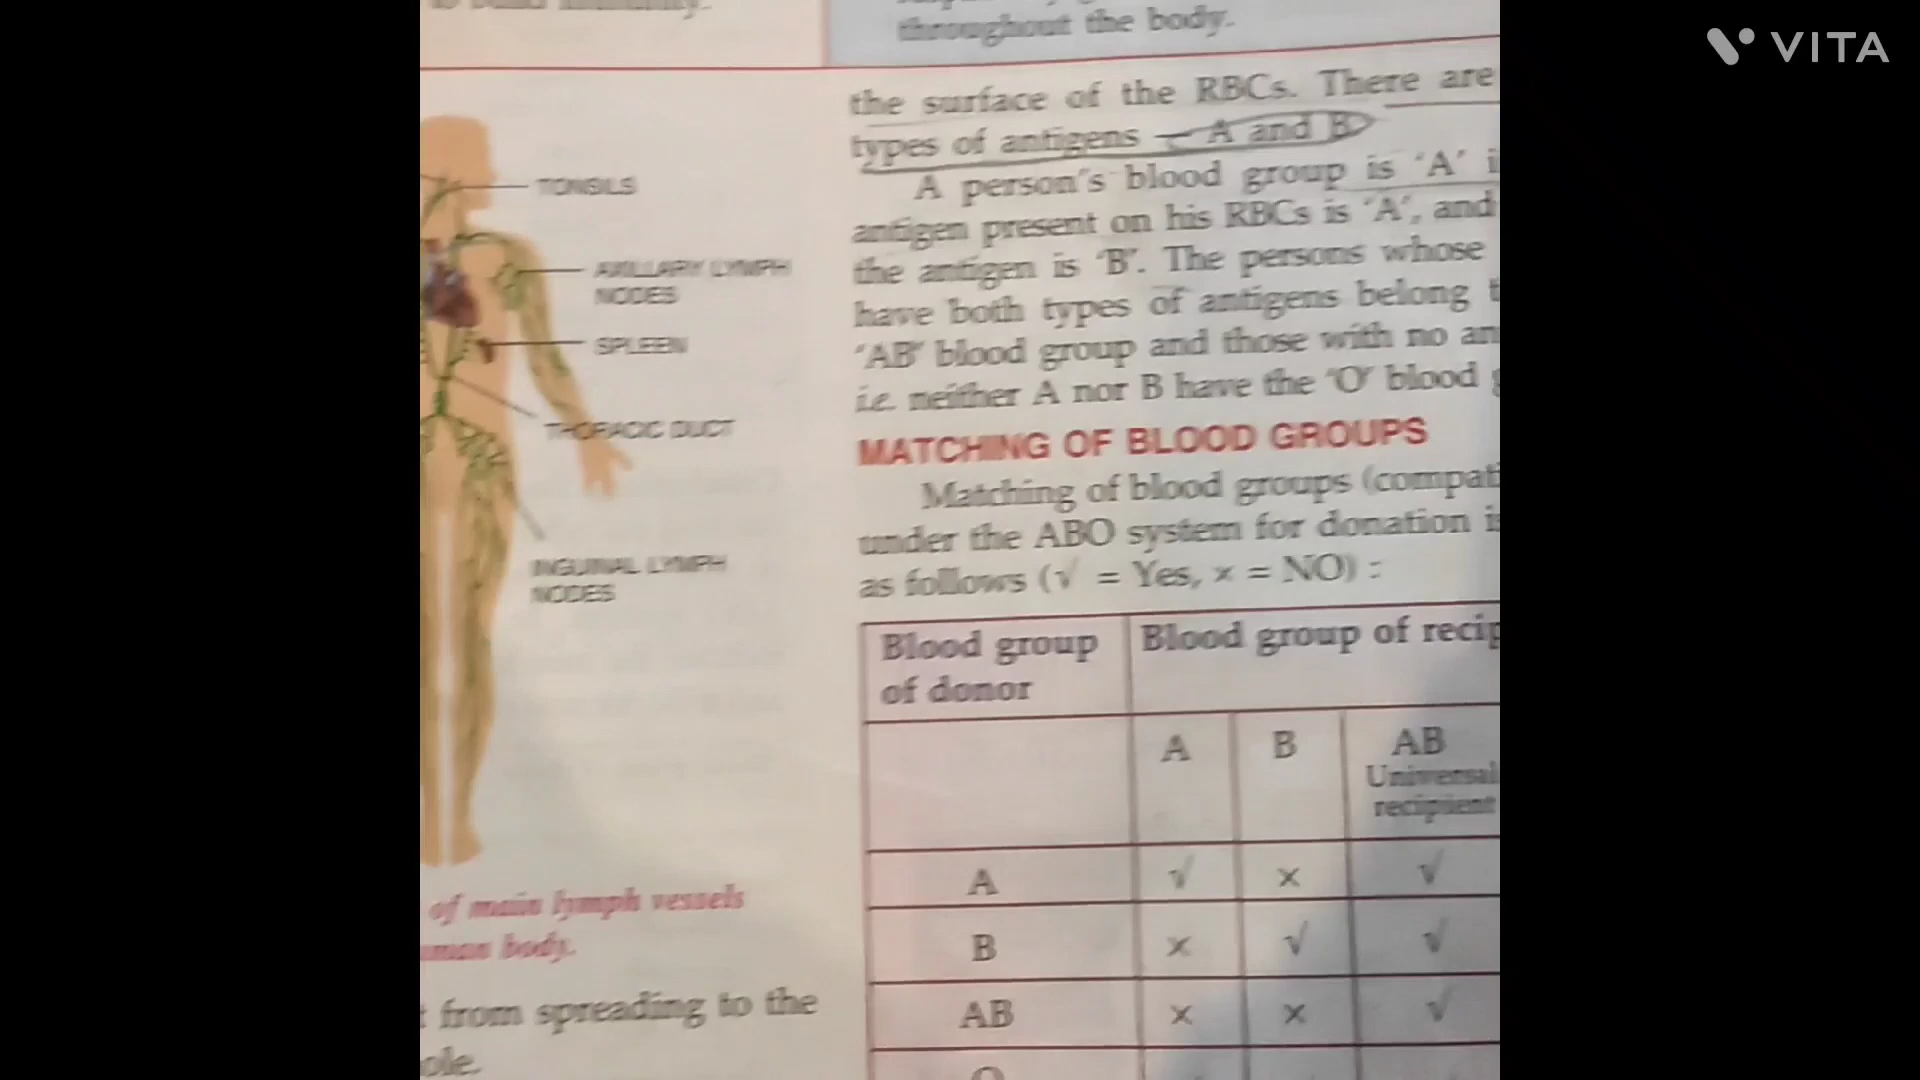 throughout the body.
VITA
TONSILS
AXILLARY LYMPH
NODES
SPLEEN
THORACIC DUCT
INGUINAL LYMPH
NODES
of main lymph vessels
body.
from spreading to the
the surface of the RBCs. There are
types of antigens — A and B
A person's blood group is 'A'
antigen present on his RBCs is 'A', and
the antigen is 'B'. The persons whose
have both types of antigens belong
'AB' blood group and those with no
i.e. neither A nor B have the 'O' blood
MATCHING OF BLOOD GROUPS
Matching of blood groups
under the ABO system for donation
as follows (√ = Yes, × = NO) :
Blood group Blood group of
of donor
A B AB
Universal
recipient
A √ × √
B × √ √
AB × × √
O